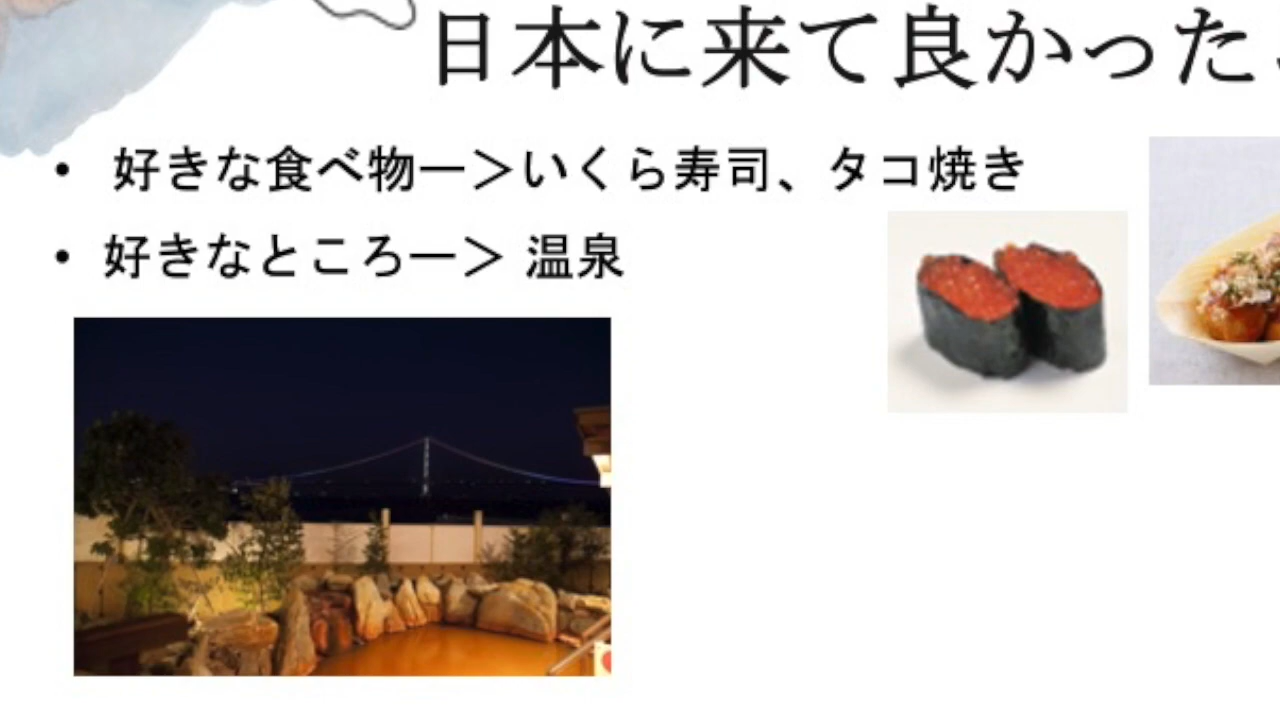 日本に来て良かった
• 好きな食べ物ー＞いくら寿司、タコ焼き
• 好きなところー＞ 温泉